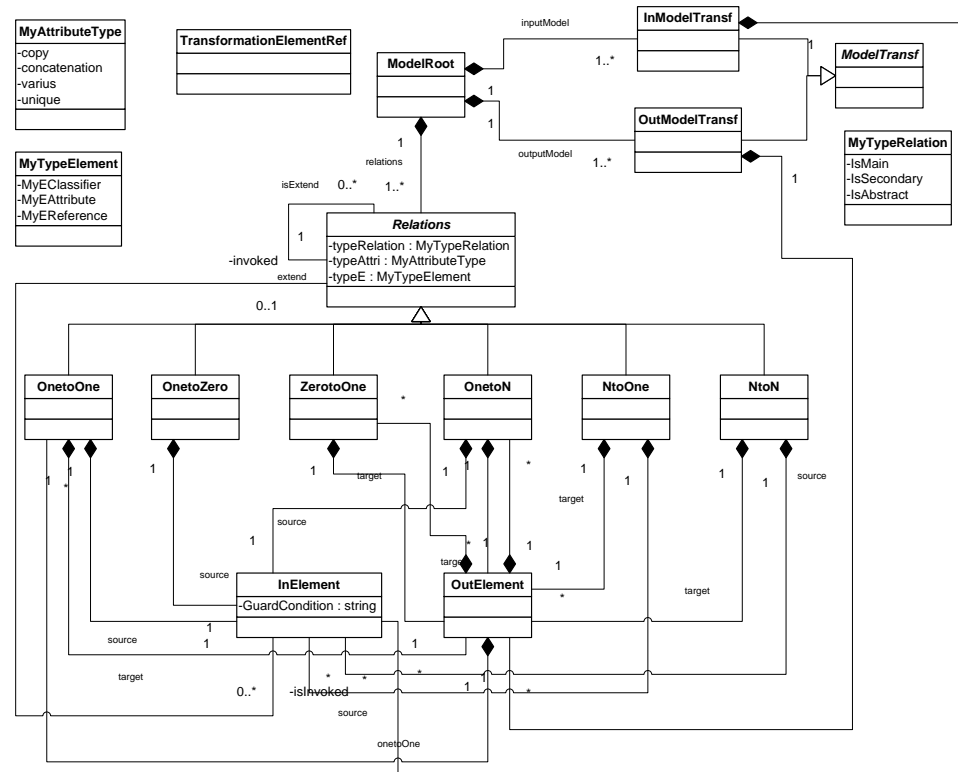 inputModel
InModelTransf
MyAttributeType
-copy
-concatenation
-varius
-unique
TransformationElementRef
ModelRoot
1..*
1
ModelTransf
1
1
OutModelTransf
outputModel
1..*
1
MyTypeRelation
-IsMain
-IsSecondary
-IsAbstract
MyTypeElement
-MyEClassifier
-MyEAttribute
-MyEReference
1
relations
isExtend
0..*
1..*
Relations
-typeRelation : MyTypeRelation
-typeAttri : MyAttributeType
-typeE : MyTypeElement
1
-invoked
extend
0..1
OnetoOne
OnetoZero
ZerotoOne
OnetoN
NtoOne
NtoN
*
1
1
*
1
1
target
1
1
*
1
target
1
1
1
source
source
1
*
1
1
target
1
*
source
InElement
-GuardCondition : string
OutElement
target
1
source
1
1
target
*
*
*
1
1
*
0..*
-isInvoked
source
onetoOne